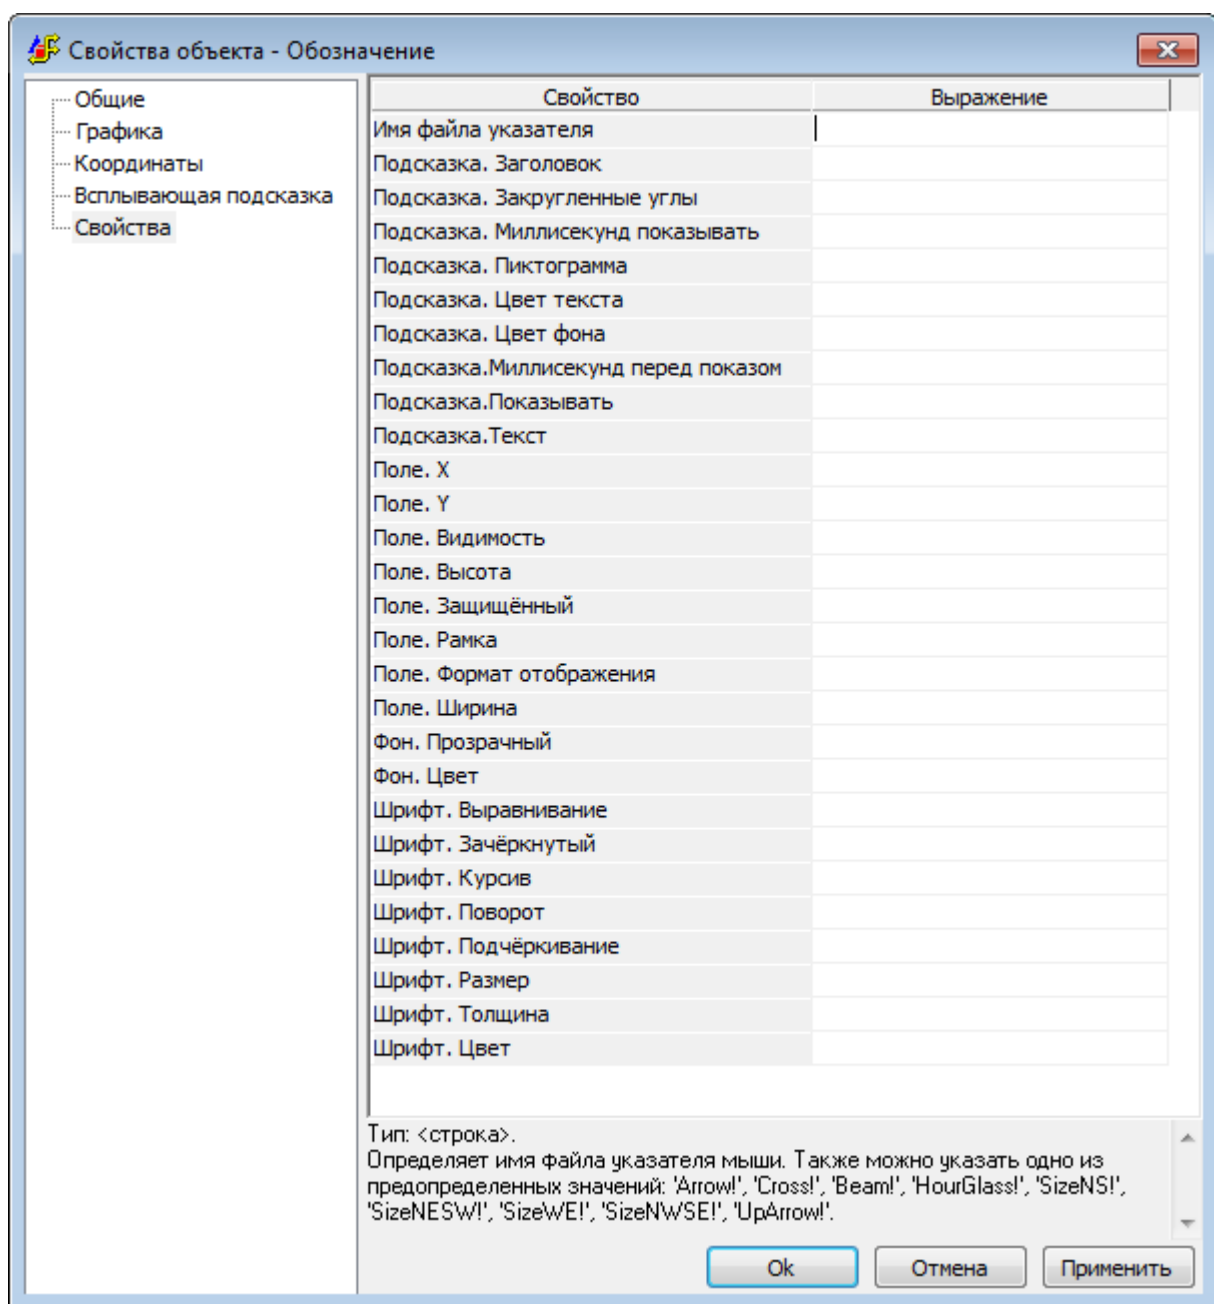 Свойства объекта - Обозначение
Общие
Графика
Координаты
Всплывающая подсказка
Свойства
Свойство Выражение
Имя файла указателя
Подсказка. Заголовок
Подсказка. Закругленные углы
Подсказка. Миллисекунд показывать
Подсказка. Пиктограмма
Подсказка. Цвет текста
Подсказка. Цвет фона
Подсказка.Миллисекунд перед показом
Подсказка.Показывать
Подсказка.Текст
Поле. X
Поле. Y
Поле. Видимость
Поле. Высота
Поле. Защищённый
Поле. Рамка
Поле. Формат отображения
Поле. Ширина
Фон. Прозрачный
Фон. Цвет
Шрифт. Выравнивание
Шрифт. Зачёркнутый
Шрифт. Курсив
Шрифт. Поворот
Шрифт. Подчёркивание
Шрифт. Размер
Шрифт. Толщина
Шрифт. Цвет
Тип: <строка>.
Определяет имя файла указателя мыши. Также можно указать одно из
предопределенных значений: 'Arrow!', 'Cross!', 'Beam!', 'HourGlass!', 'SizeNS!',
'SizeNESW!', 'SizeWE!', 'SizeNWSE!', 'UpArrow!'.
Ok Отмена Применить